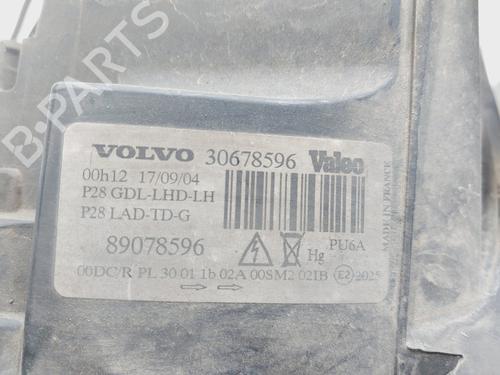 B-PARTS
VOLVO 30678596 Valeo
00h12 17/09/04
P28 GDL-LHD-LH
P28 LAD-TD-G
89078596
Hg
PU6A
MADE IN FRANCE
00DC/R PL 30 01 1b 02A 00SM2 02IB E2 2025